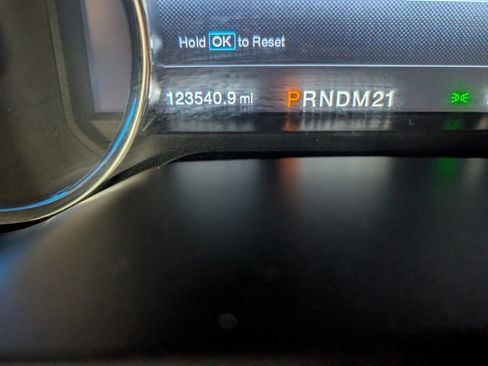 Hold OK to Reset
123540.9 mi PRNDM21